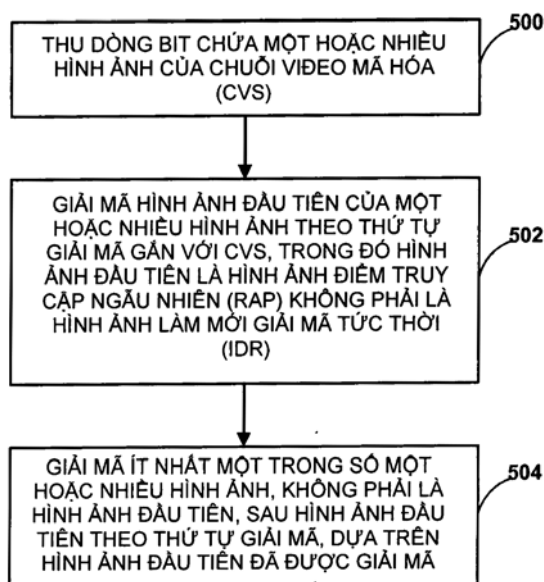 500
THU DÒNG BIT CHỨA MỘT HOẶC NHIỀU
HÌNH ẢNH CỦA CHUỖI VIĐEO MÃ HÓA
(CVS)
502
GIẢI MÃ HÌNH ẢNH ĐẦU TIÊN CỦA MỘT
HOẶC NHIỀU HÌNH ẢNH THEO THỨ TỰ
GIẢI MÃ GẮN VỚI CVS, TRONG ĐÓ HÌNH
ẢNH ĐẦU TIÊN LÀ HÌNH ẢNH ĐIỂM TRUY
CẬP NGẪU NHIÊN (RAP) KHÔNG PHẢI LÀ
HÌNH ẢNH LÀM MỚI GIẢI MÃ TỨC THỜI
(IDR)
504
GIẢI MÃ ÍT NHẤT MỘT TRONG SỐ MỘT
HOẶC NHIỀU HÌNH ẢNH, KHÔNG PHẢI LÀ
HÌNH ẢNH ĐẦU TIÊN, SAU HÌNH ẢNH ĐẦU
TIÊN THEO THỨ TỰ GIẢI MÃ, DỰA TRÊN
HÌNH ẢNH ĐẦU TIÊN ĐÃ ĐƯỢC GIẢI MÃ